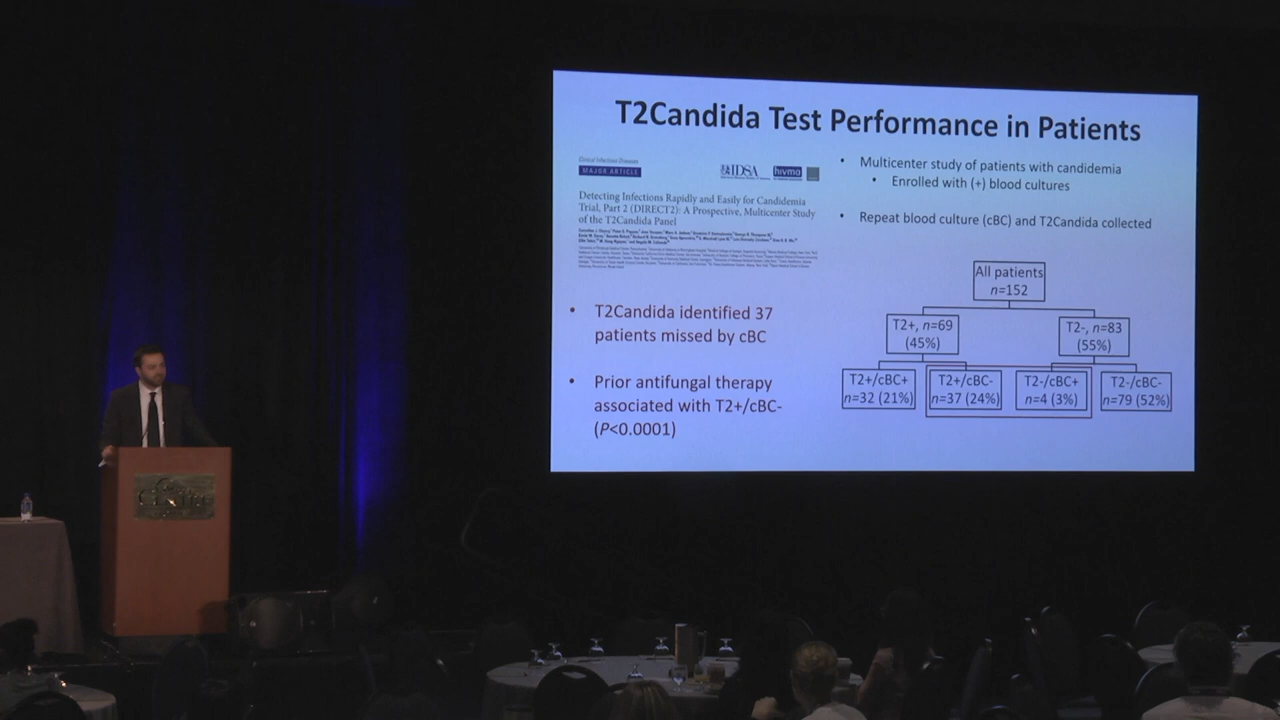 T2Candida Test Performance in Patients
Clinical Infectious Diseases
MAJOR ARTICLE
IDSA
hivma
Detecting Infections Rapidly and Easily for Candidemia
Trial, Part 2 (DIRECT2): A Prospective, Multicenter Study
of the T2Candida Panel
• T2Candida identified 37
patients missed by cBC
• Prior antifungal therapy
associated with T2+/cBC-
(P<0.0001)
• Multicenter study of patients with candidemia
• Enrolled with (+) blood cultures
• Repeat blood culture (cBC) and T2Candida collected
All patients
n=152
T2+, n=69
(45%)
T2-, n=83
(55%)
T2+/cBC+
n=32 (21%)
T2+/cBC-
n=37 (24%)
T2-/cBC+
n=4 (3%)
T2-/cBC-
n=79 (52%)